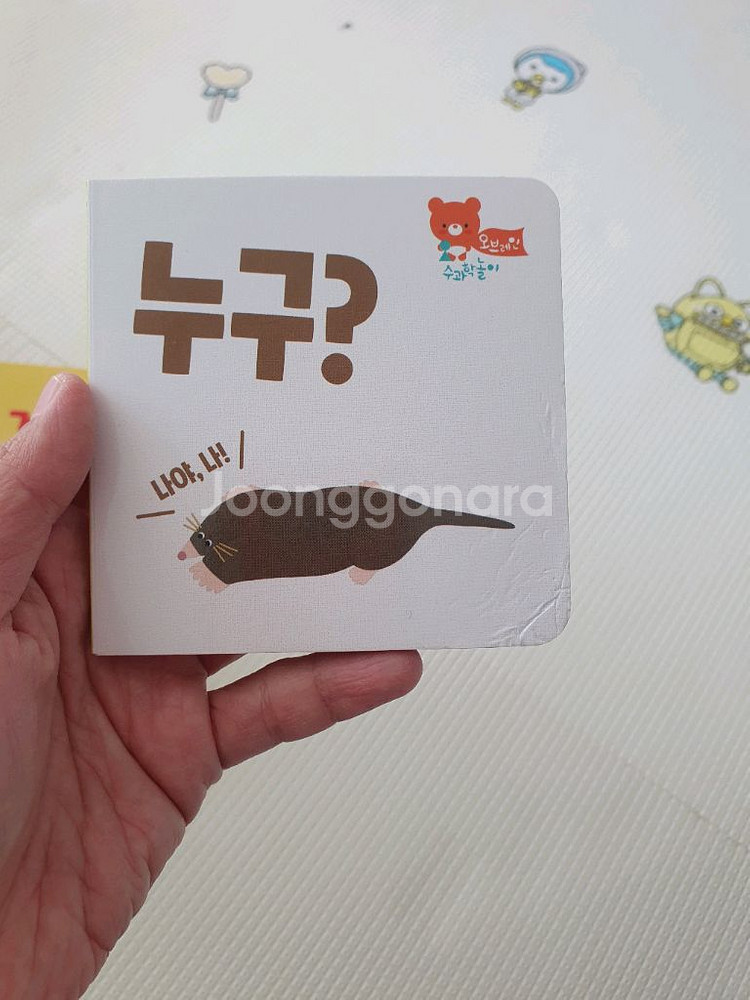 오브레인
수과학놀이
누구?
나야, 나!
Joonggonara